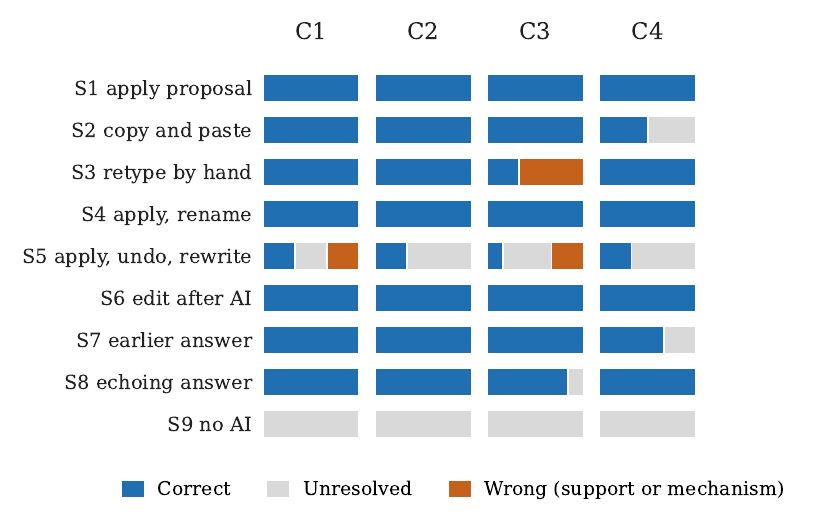 C1 C2 C3 C4
S1 apply proposal
S2 copy and paste
S3 retype by hand
S4 apply, rename
S5 apply, undo, rewrite
S6 edit after AI
S7 earlier answer
S8 echoing answer
S9 no AI
Correct Unresolved Wrong (support or mechanism)